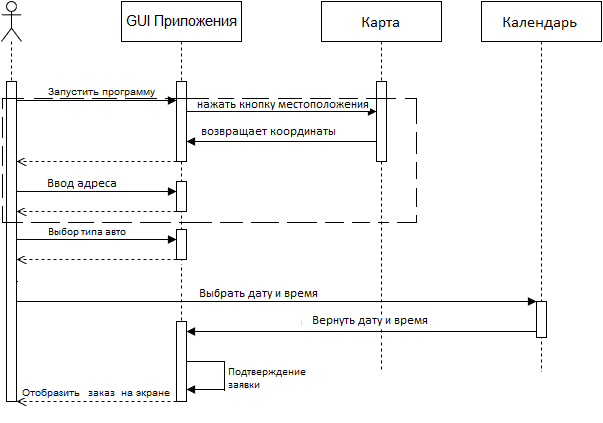 GUI Приложения
Карта
Календарь
Запустить программу
нажать кнопку местоположения
возвращает координаты
Ввод адреса
Выбор типа авто
Выбрать дату и время
Вернуть дату и время
Подтверждение
заявки
Отобразить заказ на экране